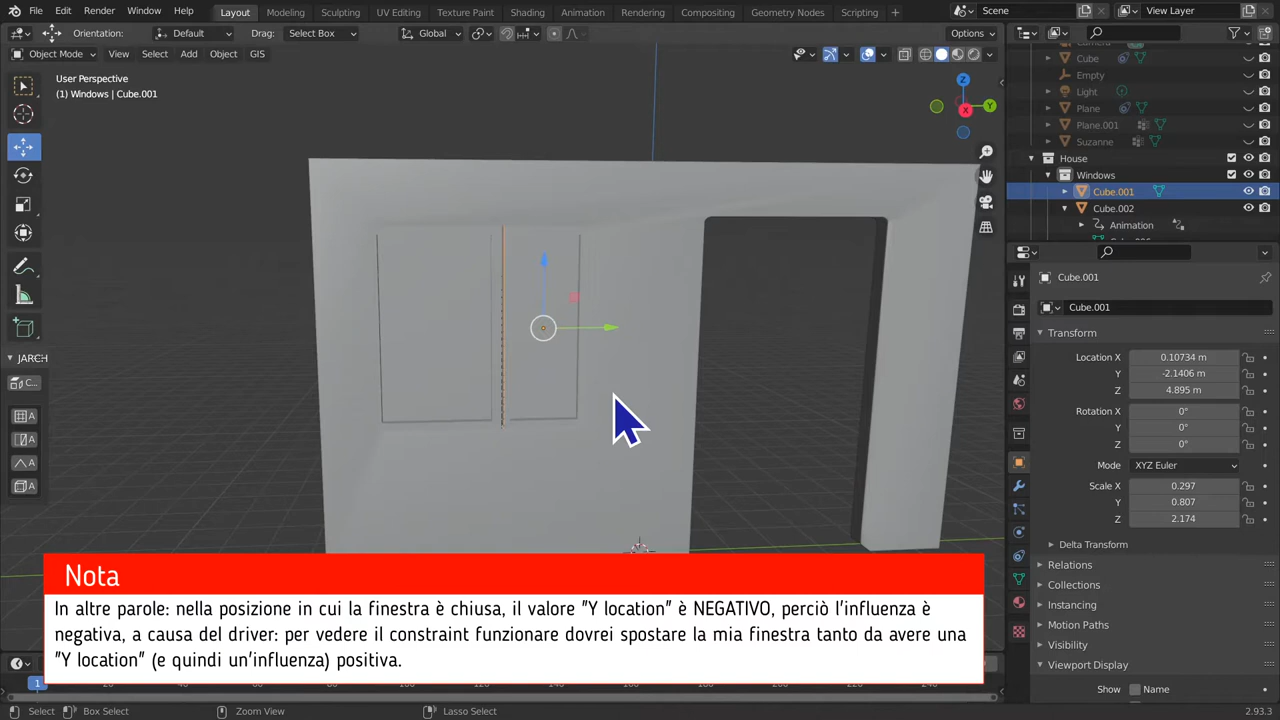 File Edit Render Window Help Layout Modeling Sculpting UV Editing Texture Paint Shading Animation Rendering Compositing Geometry Nodes Scripting + Scene View Layer
Orientation: Default Drag: Select Box Global Options
Object Mode View Select Add Object GIS
User Perspective
(1) Windows | Cube.001
Z
Y
X
JARCH
C...
A
A
A
A
Cube
Empty
Light
Plane
Plane.001
Suzanne
House
Windows
Cube.001
Cube.002
Animation
Cube.001
Cube.001
Transform
Location X 0.10734 m
Y -2.1406 m
Z 4.895 m
Rotation X 0°
Y 0°
Z 0°
Mode XYZ Euler
Scale X 0.297
Y 0.807
Z 2.174
Delta Transform
Relations
Collections
Instancing
Motion Paths
Visibility
Viewport Display
Show Name
Nota
In altre parole: nella posizione in cui la finestra è chiusa, il valore "Y location" è NEGATIVO, perciò l'influenza è
negativa, a causa del driver: per vedere il constraint funzionare dovrei spostare la mia finestra tanto da avere una
"Y location" (e quindi un'influenza) positiva.
1
Select Box Select Zoom View Lasso Select 2.93.3